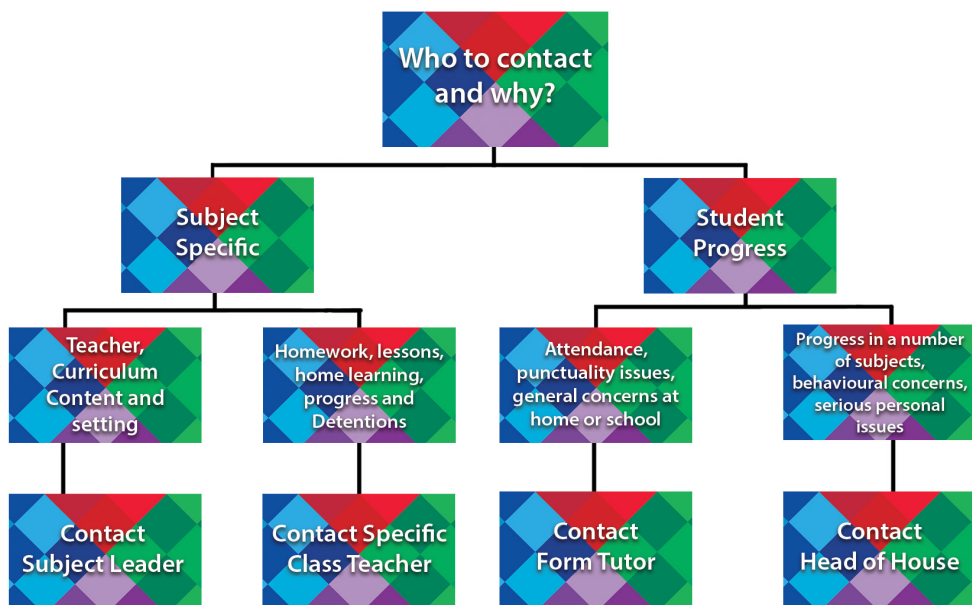 Who to contact
and why?
Subject
Specific
Student
Progress
Teacher,
Curriculum
Content and
setting
Homework, lessons,
home learning,
progress and
Detentions
Attendance,
punctuality issues,
general concerns at
home or school
Progress in a number
of subjects,
behavioural concerns,
serious personal
issues
Contact
Subject Leader
Contact Specific
Class Teacher
Contact
Form Tutor
Contact
Head of House